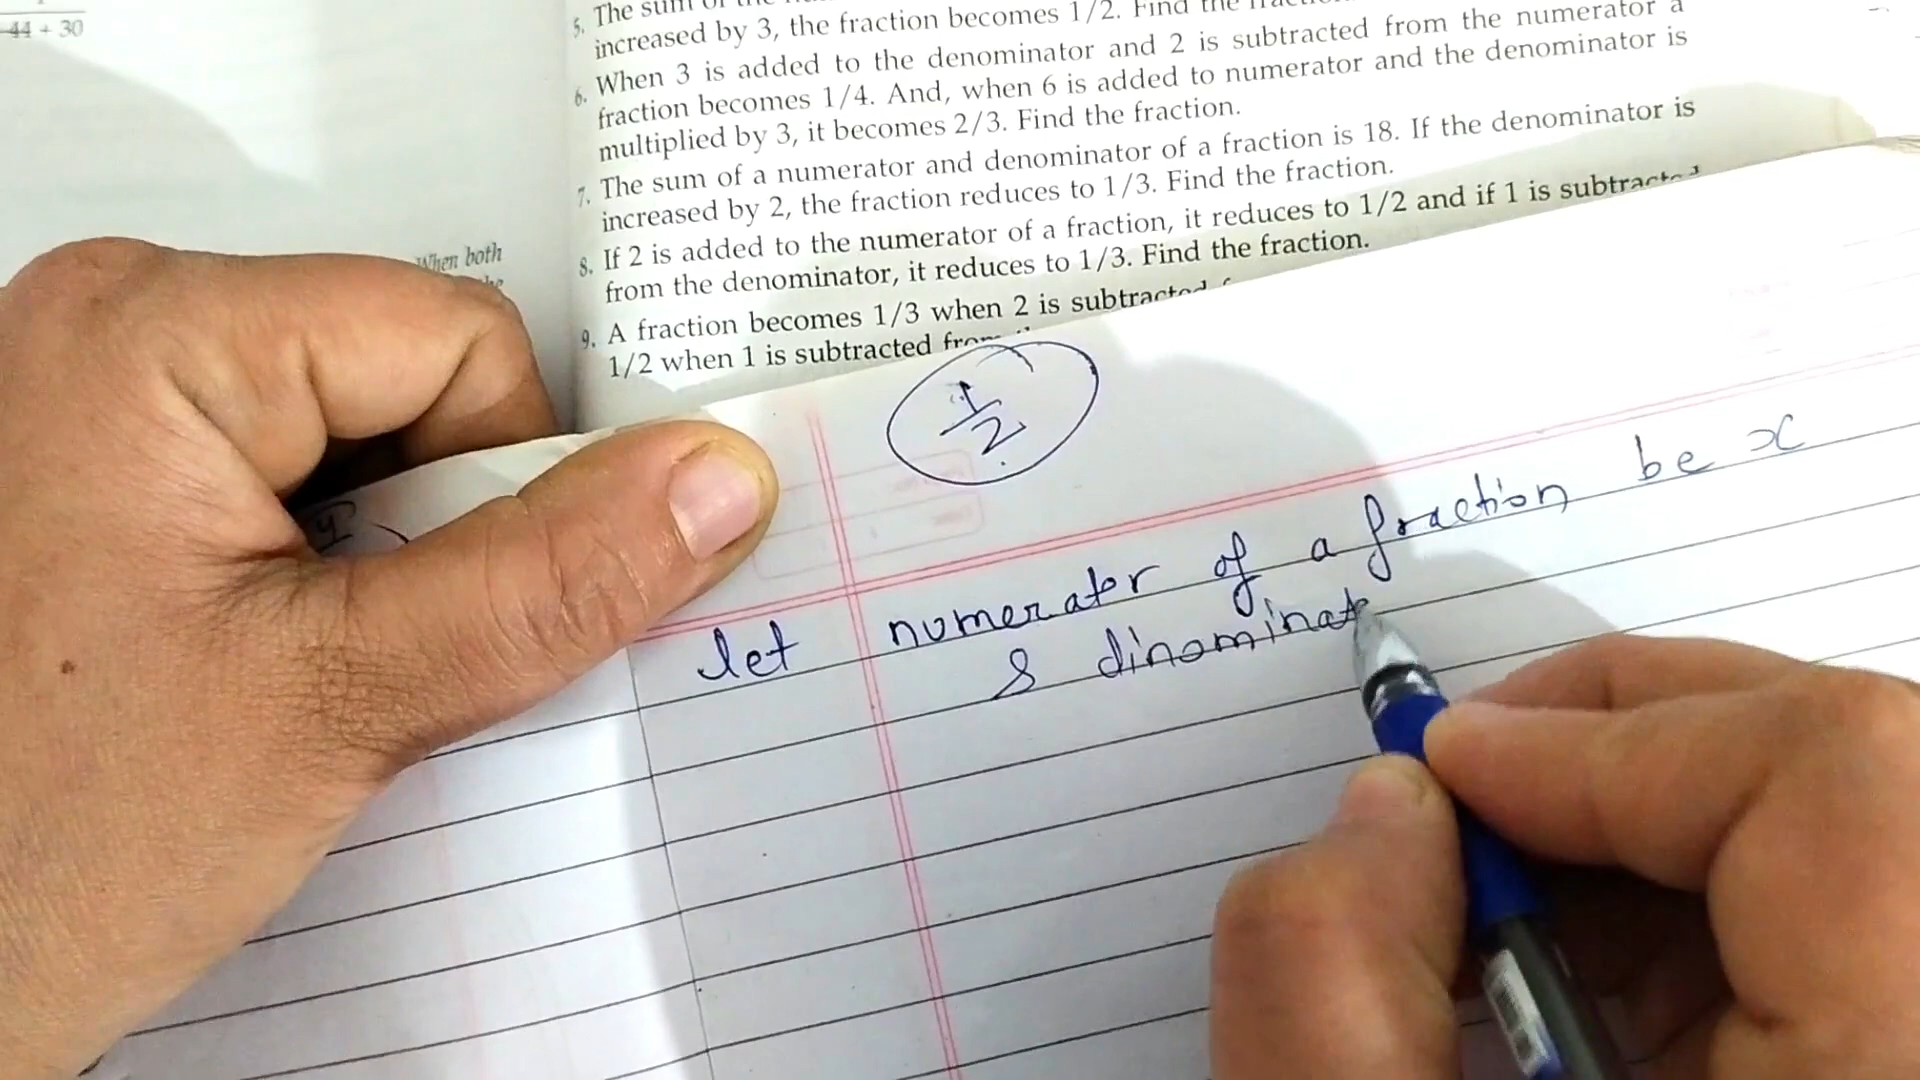 44 + 30
When both
5. The sum of the
increased by 3, the fraction becomes 1/2. Find the
6. When 3 is added to the denominator and 2 is subtracted from the numerator a
fraction becomes 1/4. And, when 6 is added to numerator and the denominator is
multiplied by 3, it becomes 2/3. Find the fraction.
7. The sum of a numerator and denominator of a fraction is 18. If the denominator is
increased by 2, the fraction reduces to 1/3. Find the fraction.
8. If 2 is added to the numerator of a fraction, it reduces to 1/2 and if 1 is subtracted
from the denominator, it reduces to 1/3. Find the fraction.
9. A fraction becomes 1/3 when 2 is subtracted
1/2 when 1 is subtracted from
1
2
let numerator of a fraction be x
& dinominat